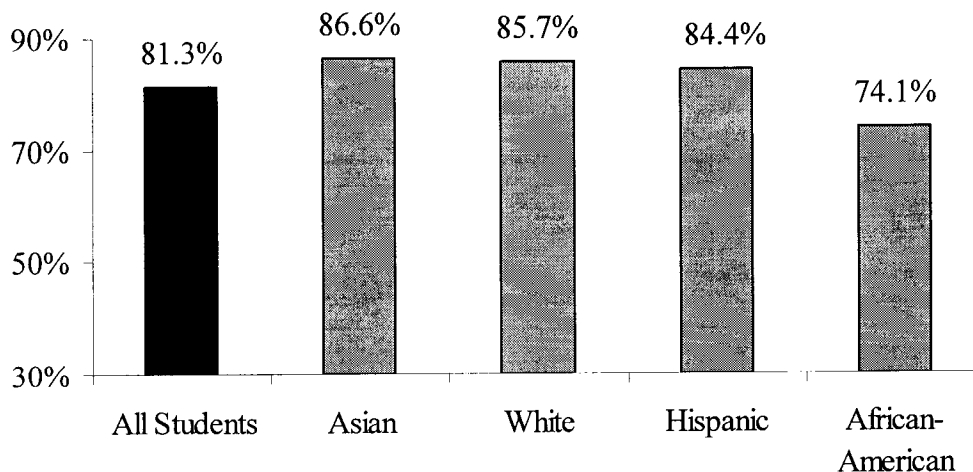 90%
81.3%
86.6%
85.7%
84.4%
74.1%
70%
50%
30%
All Students
Asian
White
Hispanic
African-
American